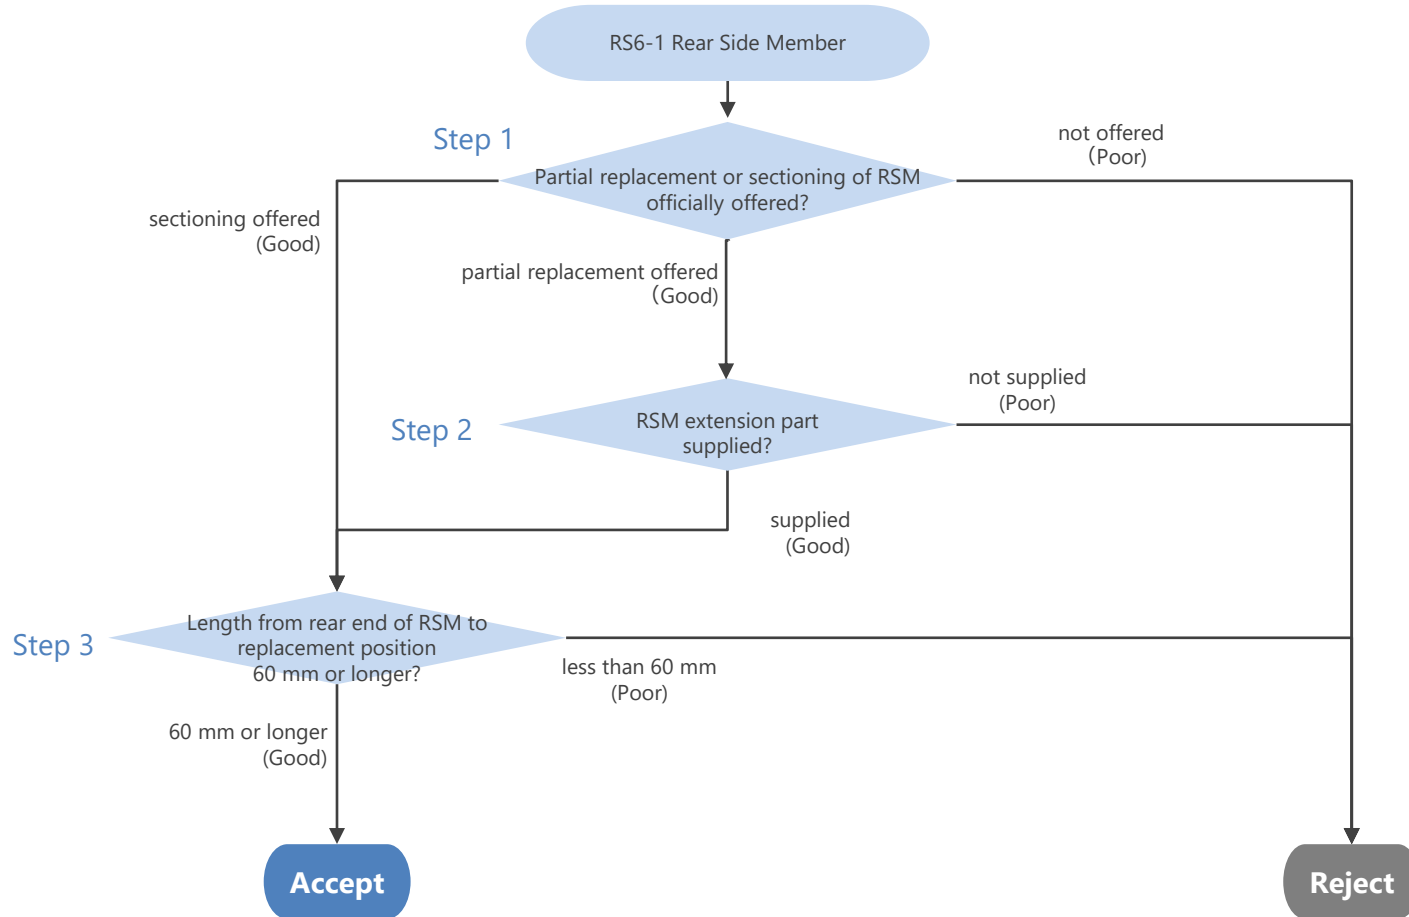 RS6-1 Rear Side Member
Step 1
not offered
(Poor)
Partial replacement or sectioning of RSM
officially offered?
sectioning offered
(Good)
partial replacement offered
(Good)
not supplied
(Poor)
Step 2
RSM extension part
supplied?
supplied
(Good)
Step 3
Length from rear end of RSM to
replacement position
60 mm or longer?
less than 60 mm
(Poor)
60 mm or longer
(Good)
Accept
Reject